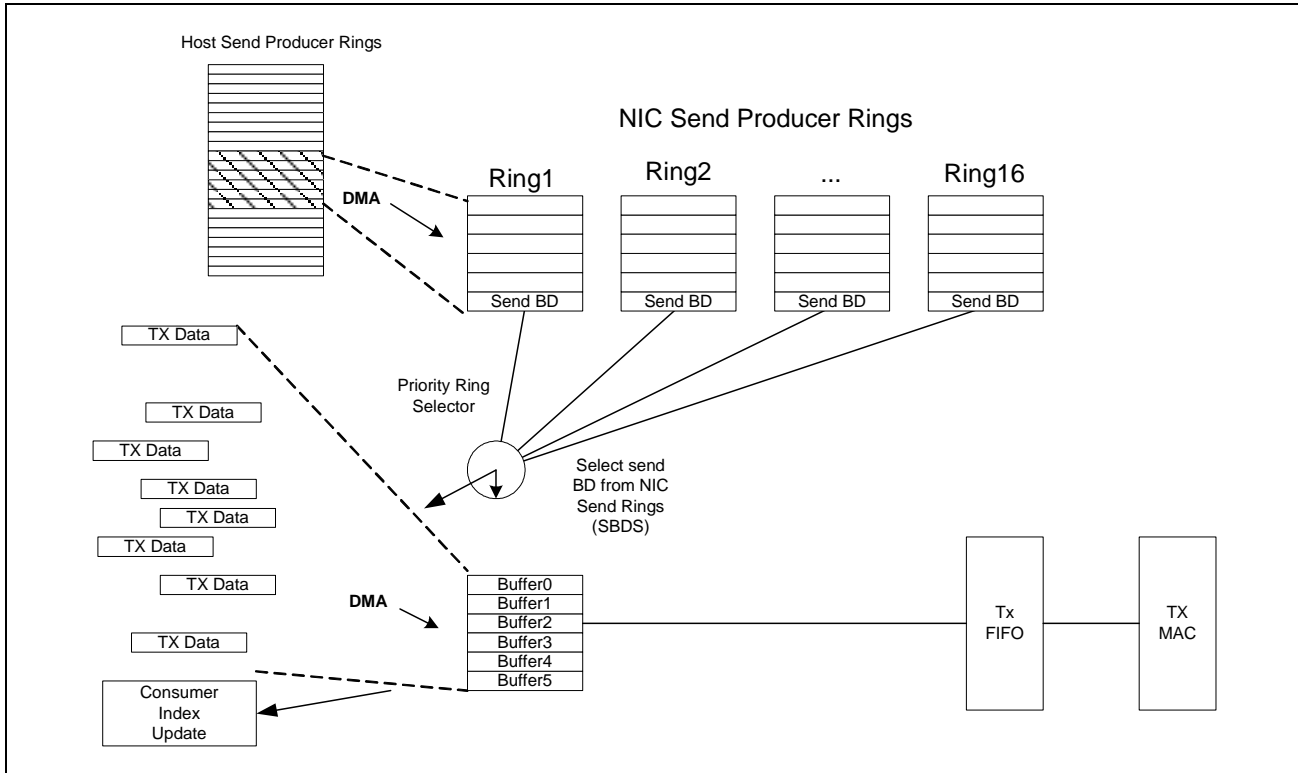 Host Send Producer Rings
NIC Send Producer Rings
Ring1
Ring2
...
Ring16
DMA
Send BD
Send BD
Send BD
Send BD
TX Data
Priority Ring
Selector
TX Data
TX Data
TX Data
TX Data
TX Data
TX Data
TX Data
Select send
BD from NIC
Send Rings
(SBDS)
DMA
Buffer0
Buffer1
Buffer2
Buffer3
Buffer4
Buffer5
Tx
FIFO
TX
MAC
Consumer
Index
Update